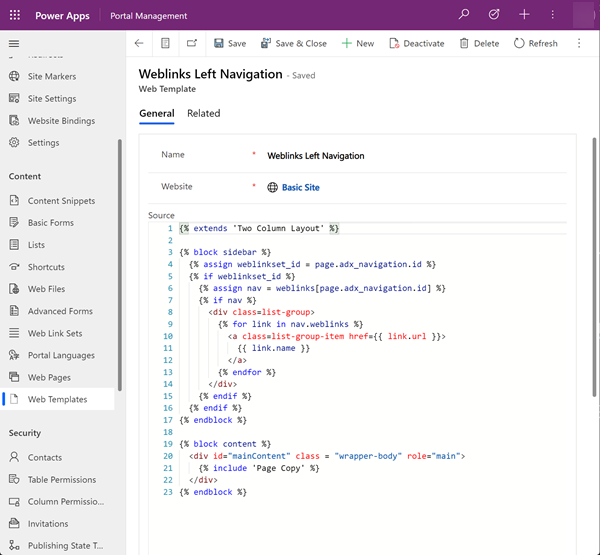 Power Apps Portal Management
Save Save & Close New Deactivate Delete Refresh
Site Markers
Site Settings
Website Bindings
Settings
Content
Content Snippets
Basic Forms
Lists
Shortcuts
Web Files
Advanced Forms
Web Link Sets
Portal Languages
Web Pages
Web Templates
Security
Contacts
Table Permissions
Column Permissio...
Invitations
Publishing State T...
Weblinks Left Navigation - Saved
Web Template
General Related
Name * Weblinks Left Navigation
Website * Basic Site
Source
1 {% extends 'Two Column Layout' %}
2
3 {% block sidebar %}
4 {% assign weblinkset_id = page.adx_navigation.id %}
5 {% if weblinkset_id %}
6 {% assign nav = weblinks[page.adx_navigation.id] %}
7 {% if nav %}
8 <div class=list-group>
9 {% for link in nav.weblinks %}
10 <a class=list-group-item href={{ link.url }}>
11 {{ link.name }}
12 </a>
13 {% endfor %}
14 </div>
15 {% endif %}
16 {% endif %}
17 {% endblock %}
18
19 {% block content %}
20 <div id="mainContent" class = "wrapper-body" role="main">
21 {% include 'Page Copy' %}
22 </div>
23 {% endblock %}